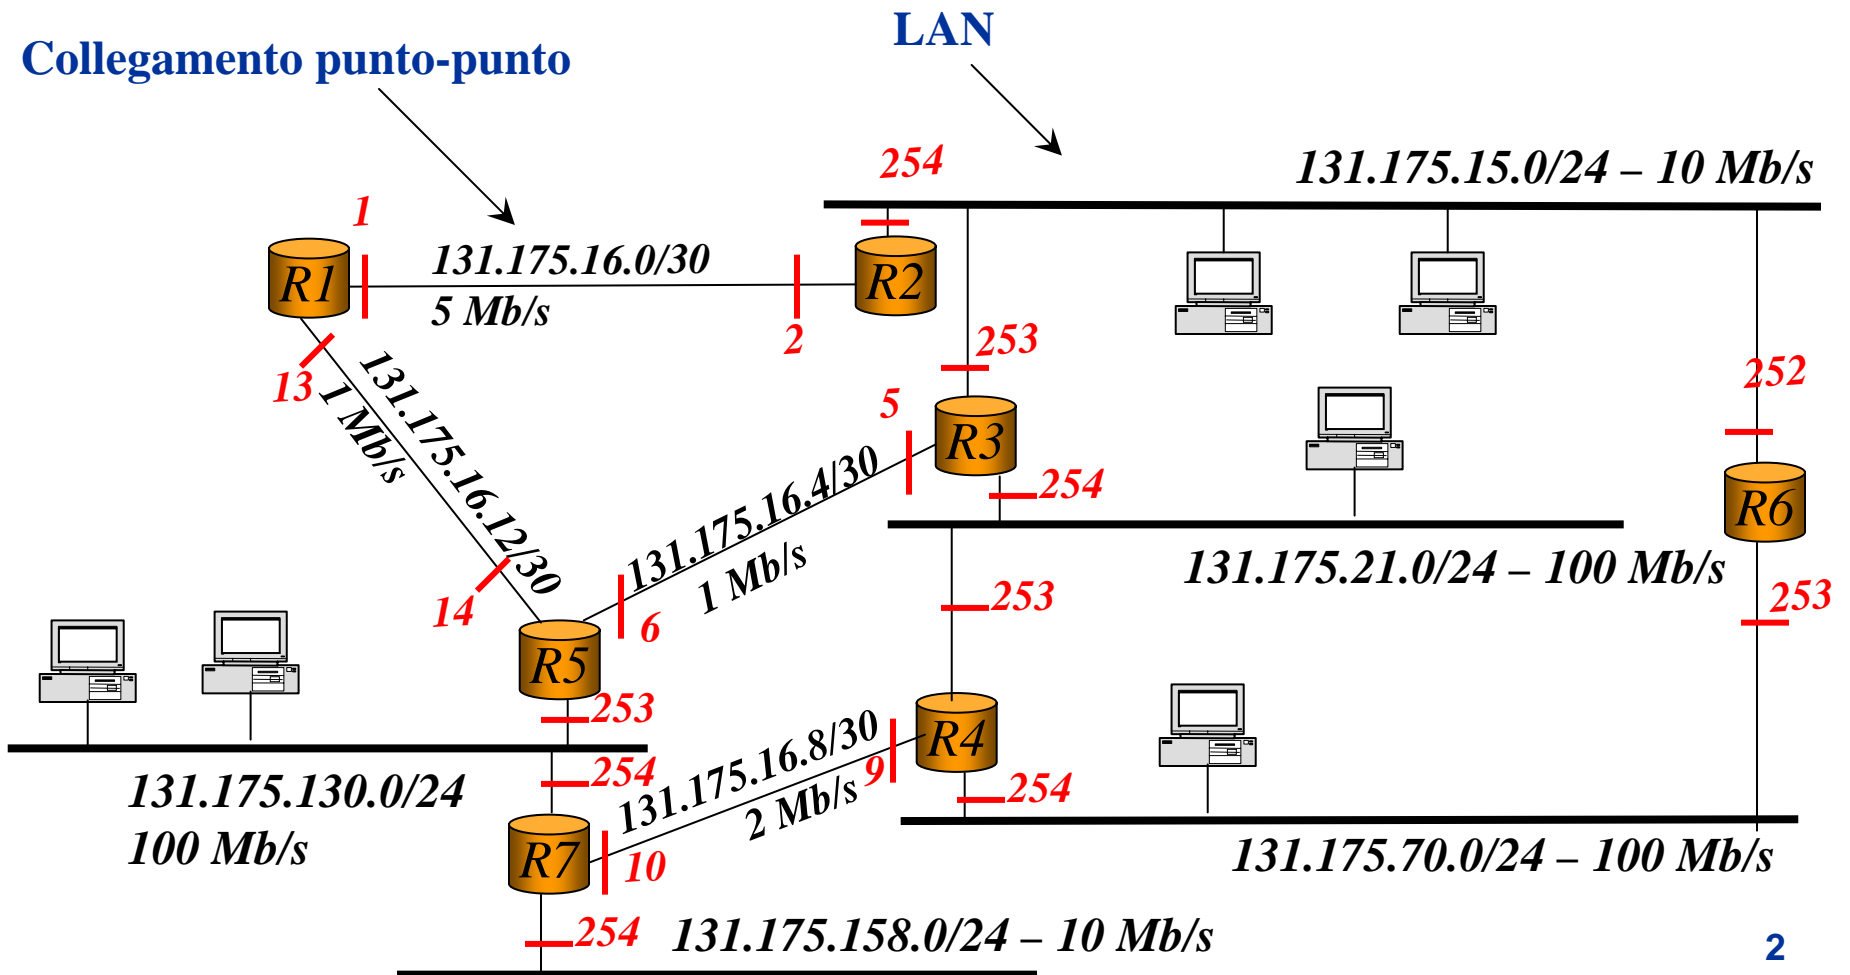 LAN
Collegamento punto-punto
254
131.175.15.0/24 – 10 Mb/s
1
131.175.16.0/30
R1
R2
5 Mb/s
2
253
13
131.175.16.12/30
1 Mb/s
252
5
R3
131.175.16.4/30
1 Mb/s
254
R6
131.175.21.0/24 – 100 Mb/s
14
6
253
253
R5
253
R4
131.175.16.8/30
2 Mb/s
9
254
131.175.130.0/24
100 Mb/s
254
131.175.70.0/24 – 100 Mb/s
R7
10
254
131.175.158.0/24 – 10 Mb/s
2